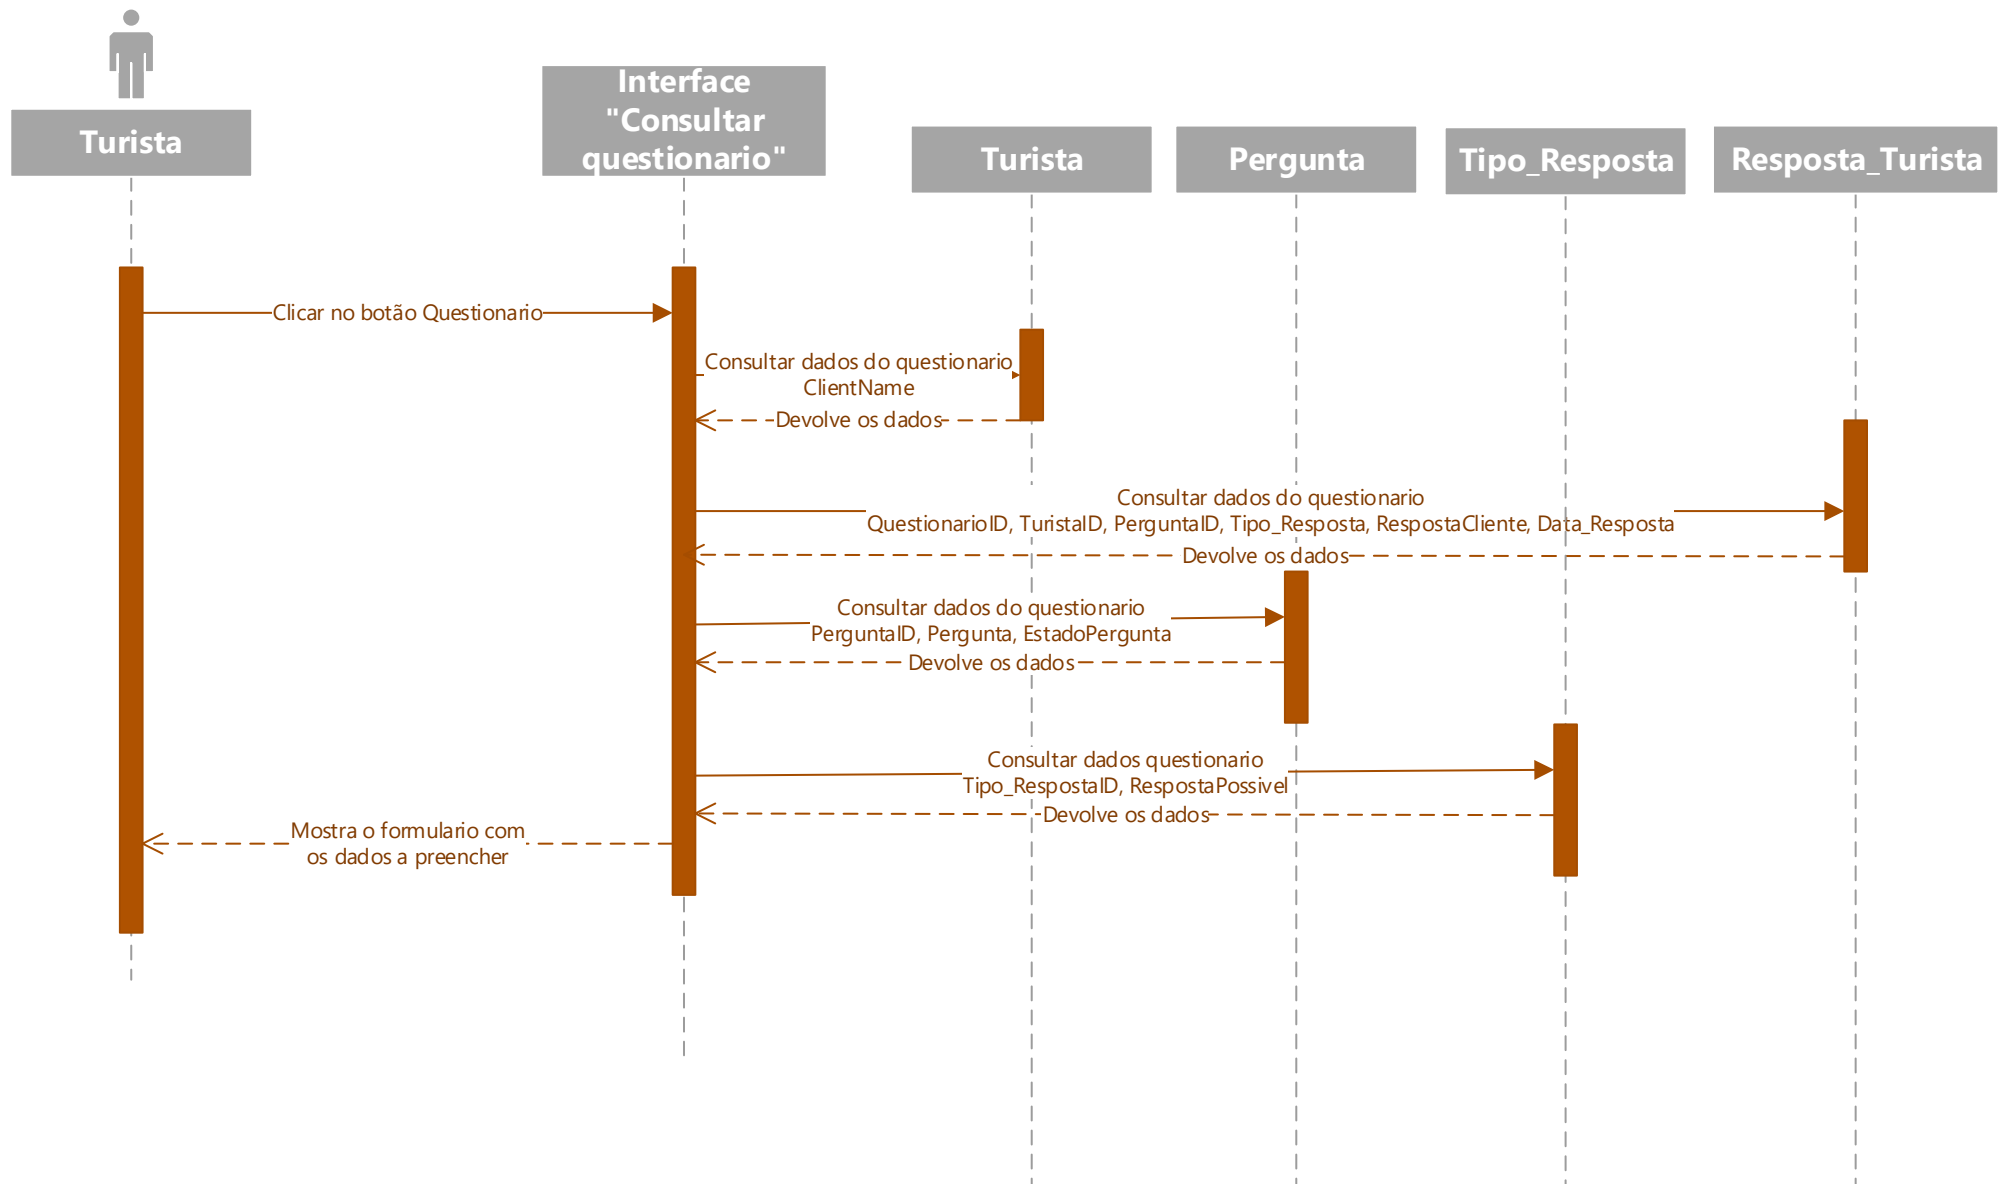 Turista
Interface
"Consultar
questionario"
Turista
Pergunta
Tipo_Resposta
Resposta_Turista
Clicar no botão Questionario
Consultar dados do questionario
ClientName
Devolve os dados
Consultar dados do questionario
QuestionarioID, TuristaID, PerguntaID, Tipo_Resposta, RespostaCliente, Data_Resposta
Devolve os dados
Consultar dados do questionario
PerguntaID, Pergunta, EstadoPergunta
Devolve os dados
Consultar dados questionario
Tipo_RespostaID, RespostaPossivel
Devolve os dados
Mostra o formulario com
os dados a preencher